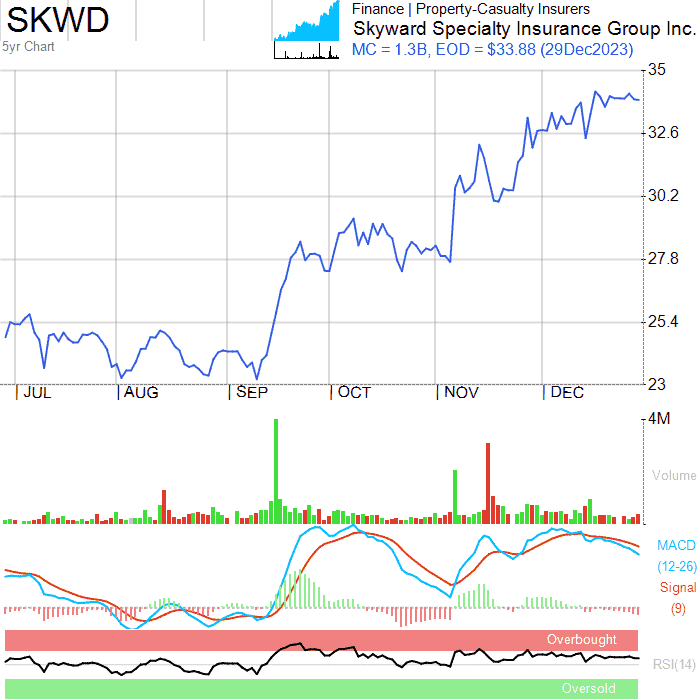 SKWD
5yr Chart
Finance | Property-Casualty Insurers
Skyward Specialty Insurance Group Inc.
MC = 1.3B, EOD = $33.88 (29Dec2023)
35
32.6
30.2
27.8
25.4
23
JUL
AUG
SEP
OCT
NOV
DEC
4M
Volume
MACD
(12-26)
Signal
(9)
Overbought
RSI(14)
Oversold